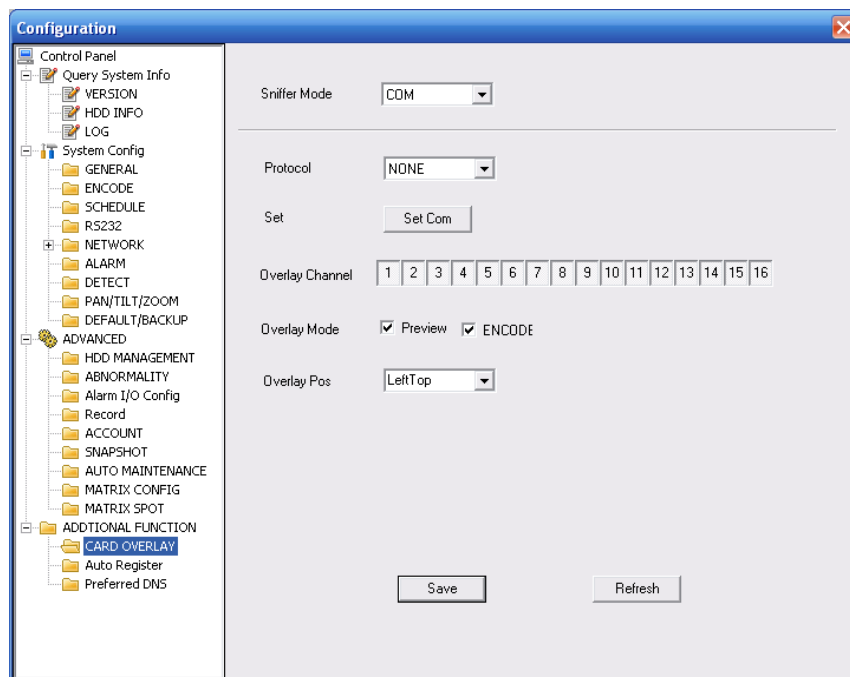 Configuration
Control Panel
Query System Info
VERSION
HDD INFO
LOG
System Config
GENERAL
ENCODE
SCHEDULE
RS232
NETWORK
ALARM
DETECT
PAN/TILT/ZOOM
DEFAULT/BACKUP
ADVANCED
HDD MANAGEMENT
ABNORMALITY
Alarm I/O Config
Record
ACCOUNT
SNAPSHOT
AUTO MAINTENANCE
MATRIX CONFIG
MATRIX SPOT
ADDTIONAL FUNCTION
CARD OVERLAY
Auto Register
Preferred DNS
Sniffer Mode COM
Protocol NONE
Set Set Com
Overlay Channel 1 2 3 4 5 6 7 8 9 10 11 12 13 14 15 16
Overlay Mode Preview ENCODE
Overlay Pos LeftTop
Save Refresh